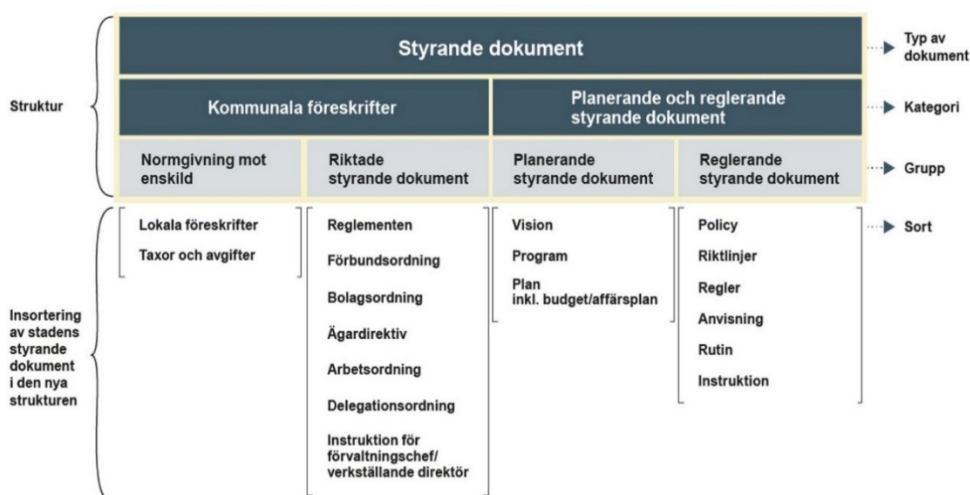 Styrande dokument
Typ av
dokument
Struktur
Kommunala föreskrifter
Planerande och reglerande
styrande dokument
Kategori
Normgivning mot
enskild
Riktade
styrande dokument
Planerande
styrande dokument
Reglerande
styrande dokument
Grupp
Insortering
av stadens
styrande
dokument
i den nya
strukturen
Lokala föreskrifter
Taxor och avgifter
Reglementen
Förbundsordning
Bolagsordning
Ägardirektiv
Arbetsordning
Delegationsordning
Instruktion för
förvaltningschef/
verkställande direktör
Vision
Program
Plan
inkl. budget/affärsplan
Policy
Riktlinjer
Regler
Anvisning
Rutin
Instruktion
Sort